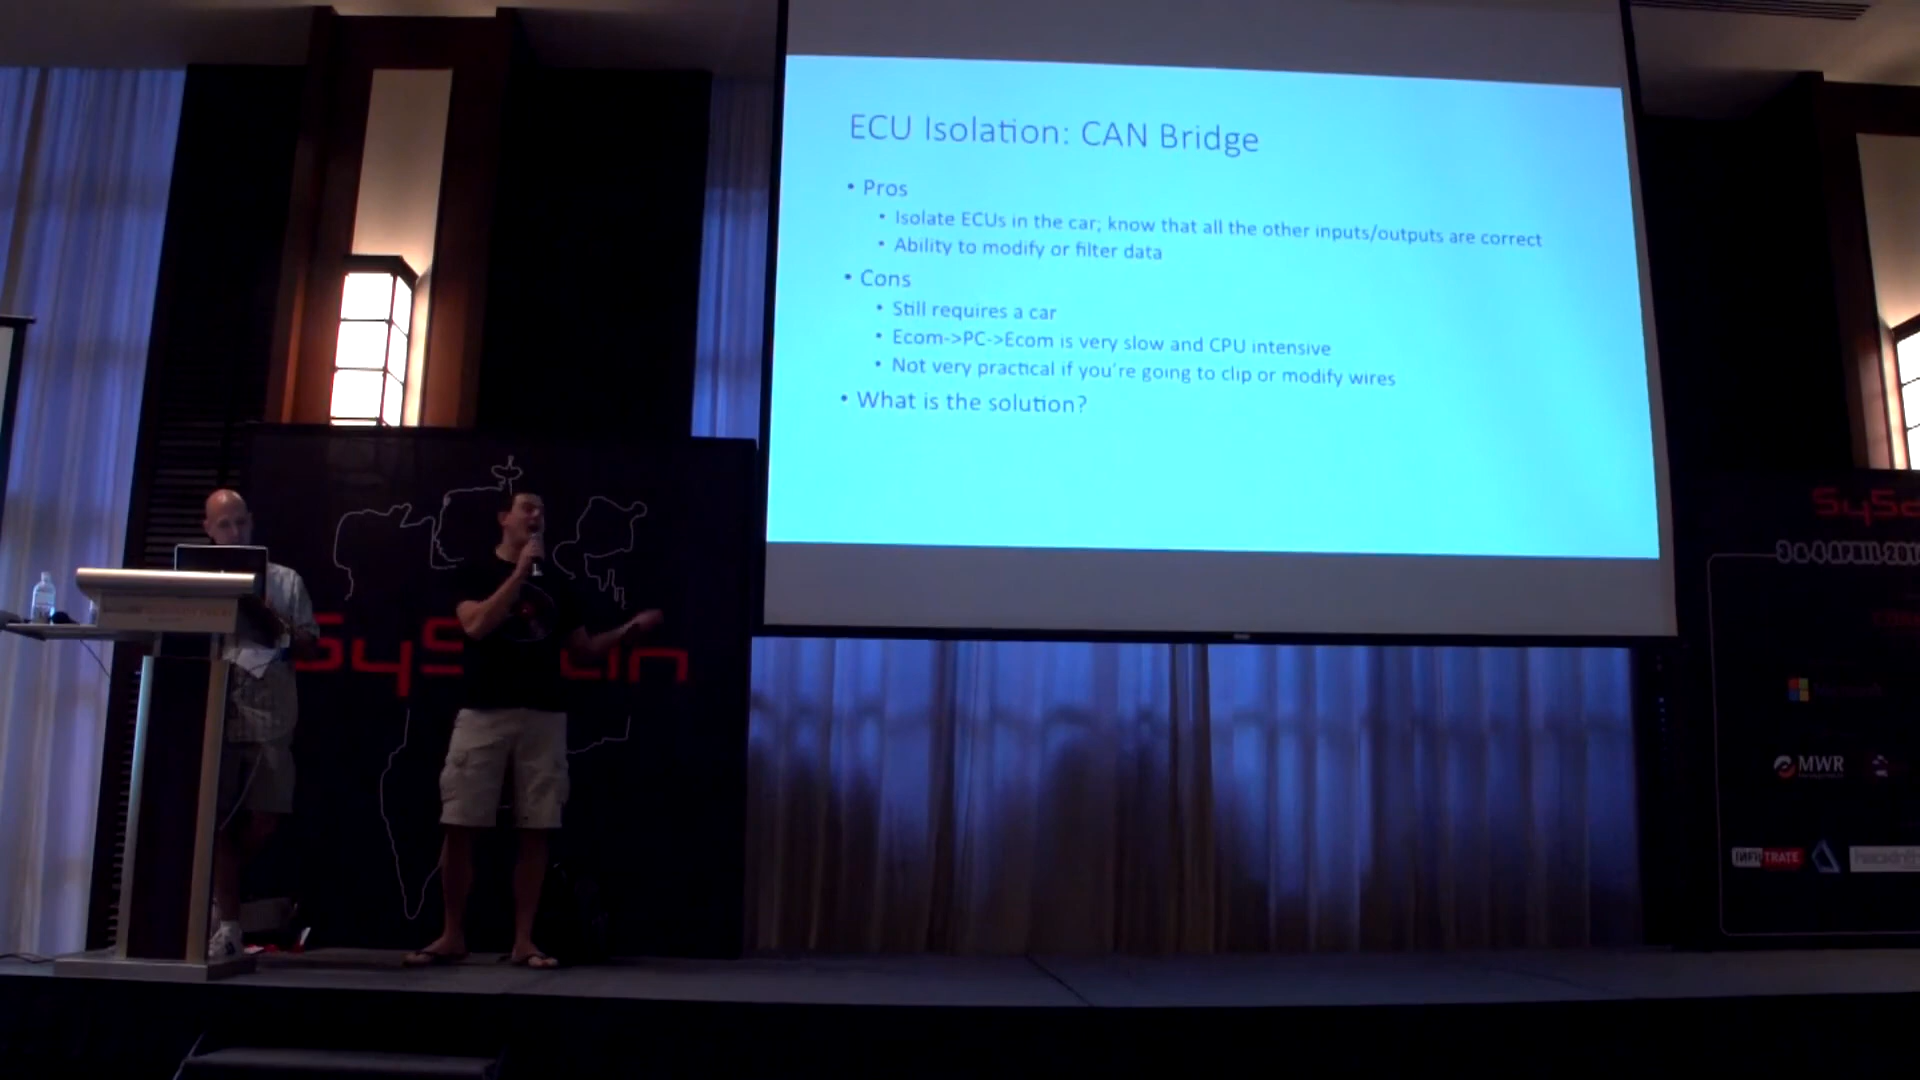 ECU Isolation: CAN Bridge
• Pros
• Isolate ECUs in the car; know that all the other inputs/outputs are correct
• Ability to modify or filter data
• Cons
• Still requires a car
• Ecom->PC->Ecom is very slow and CPU intensive
• Not very practical if you're going to clip or modify wires
• What is the solution?
MWR
INFILTRATE